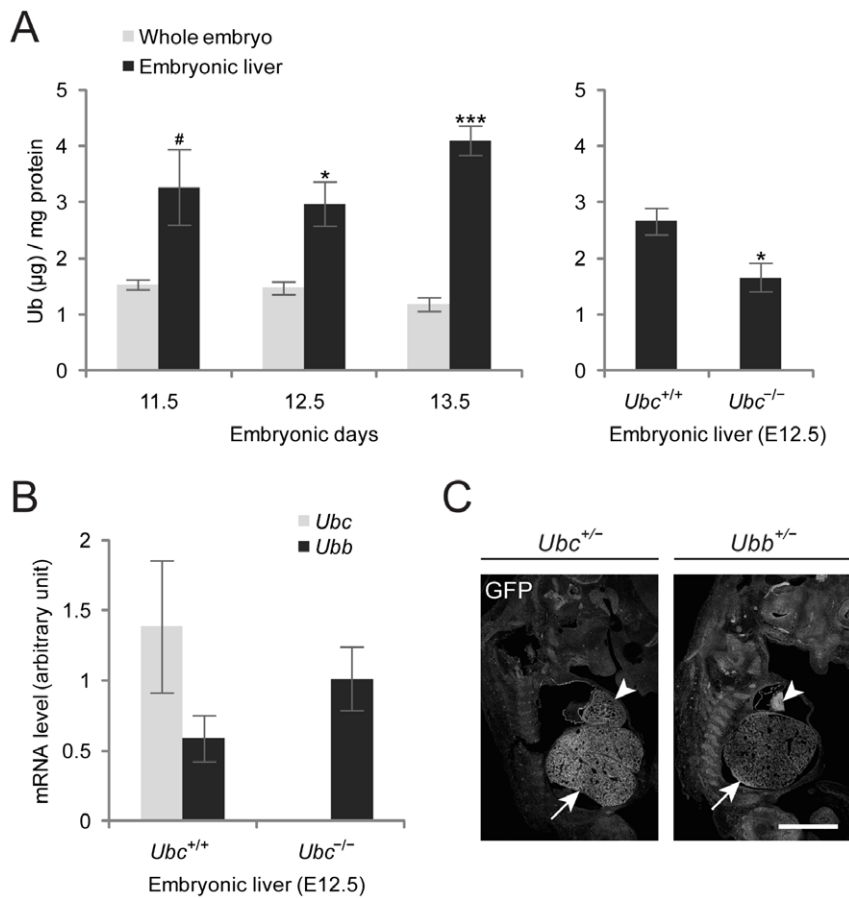 A
Whole embryo
Embryonic liver
Ub (µg) / mg protein
5
4
3
2
1
0
#
*
***
11.5 12.5 13.5
Embryonic days
5
4
3
2
1
0
*
Ubc+/+ Ubc−/−
Embryonic liver (E12.5)
B
Ubc
Ubb
mRNA level (arbitrary unit)
2
1.5
1
0.5
0
Ubc+/+ Ubc−/−
Embryonic liver (E12.5)
C
Ubc+/− Ubb+/−
GFP